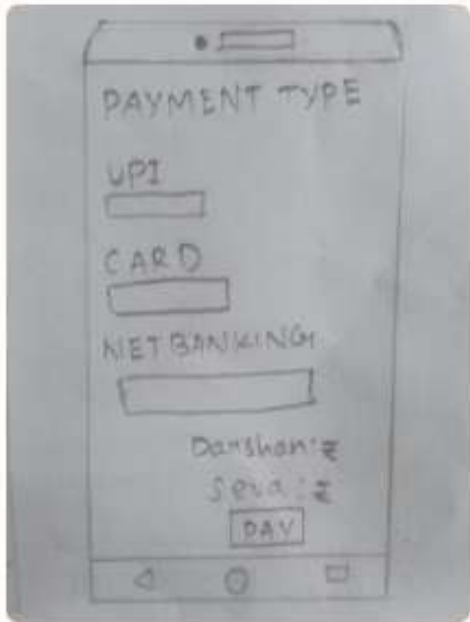 PAYMENT TYPE
UPI
CARD
NETBANKING
Darshan:₹
Seva:₹
PAY